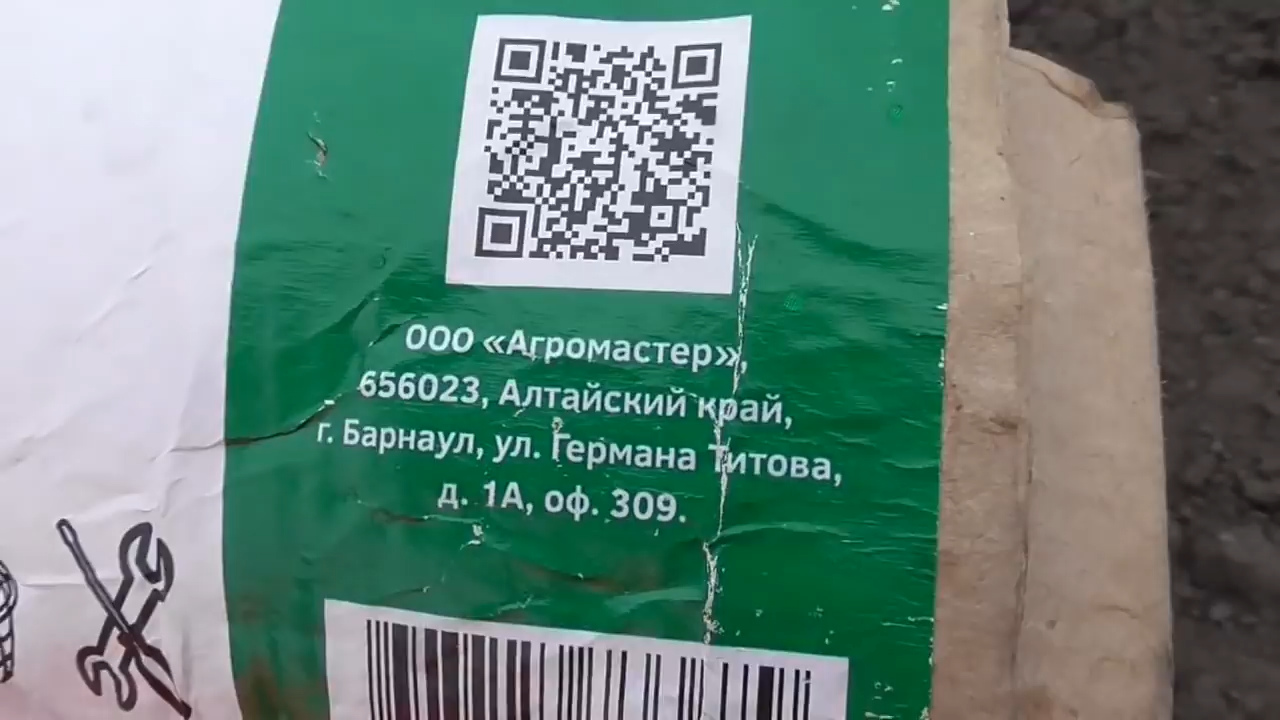 ООО «Агромастер»,
656023, Алтайский край,
г. Барнаул, ул. Германа Титова,
д. 1А, оф. 309.